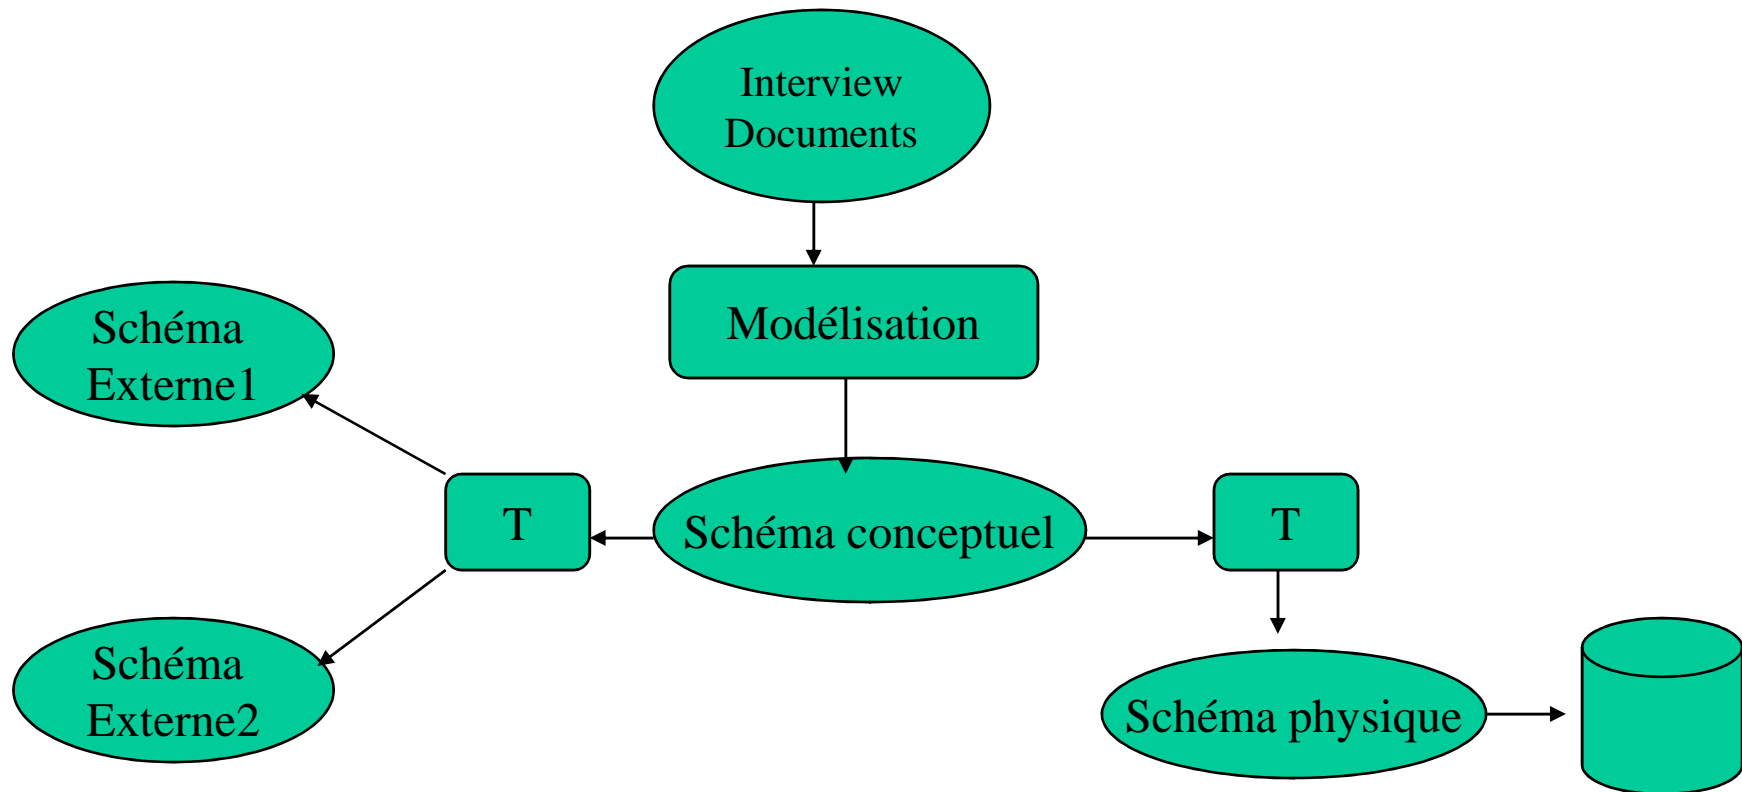 Interview
Documents
Modélisation
Schéma
Externe1
T
Schéma conceptuel
T
Schéma
Externe2
Schéma physique